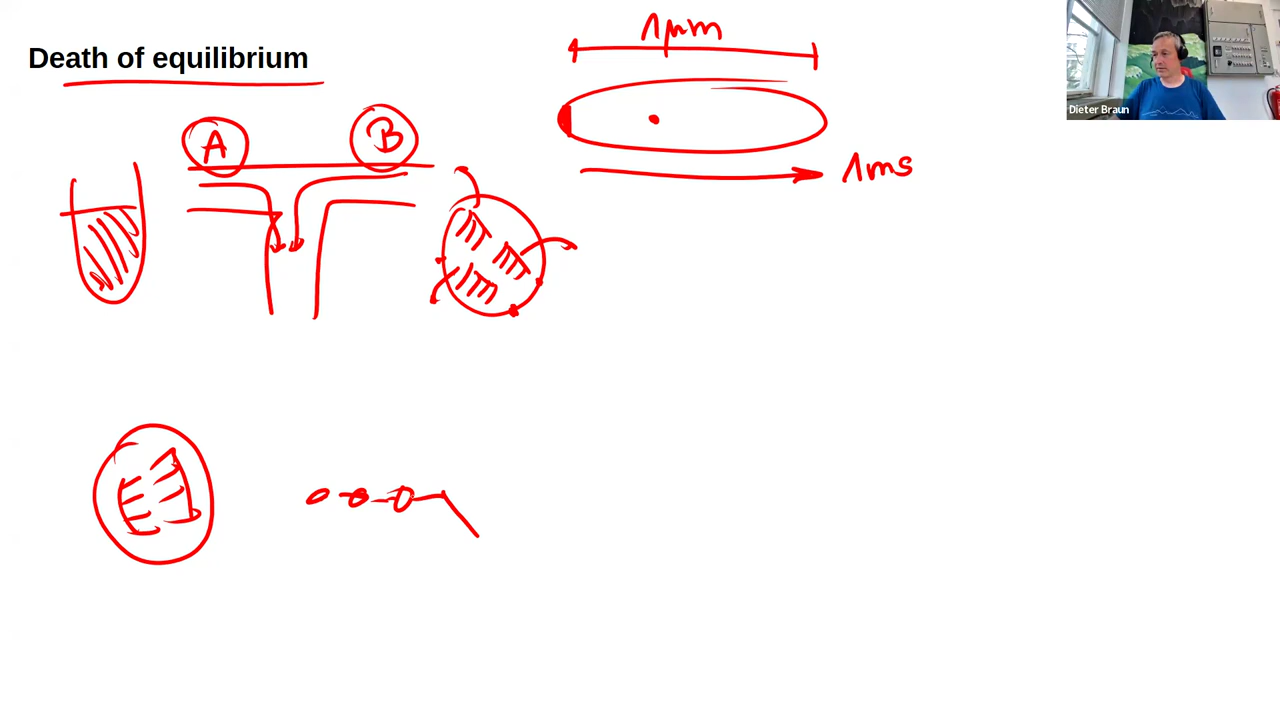 Death of equilibrium
1μm
A
B
1ms
Dieter Braun